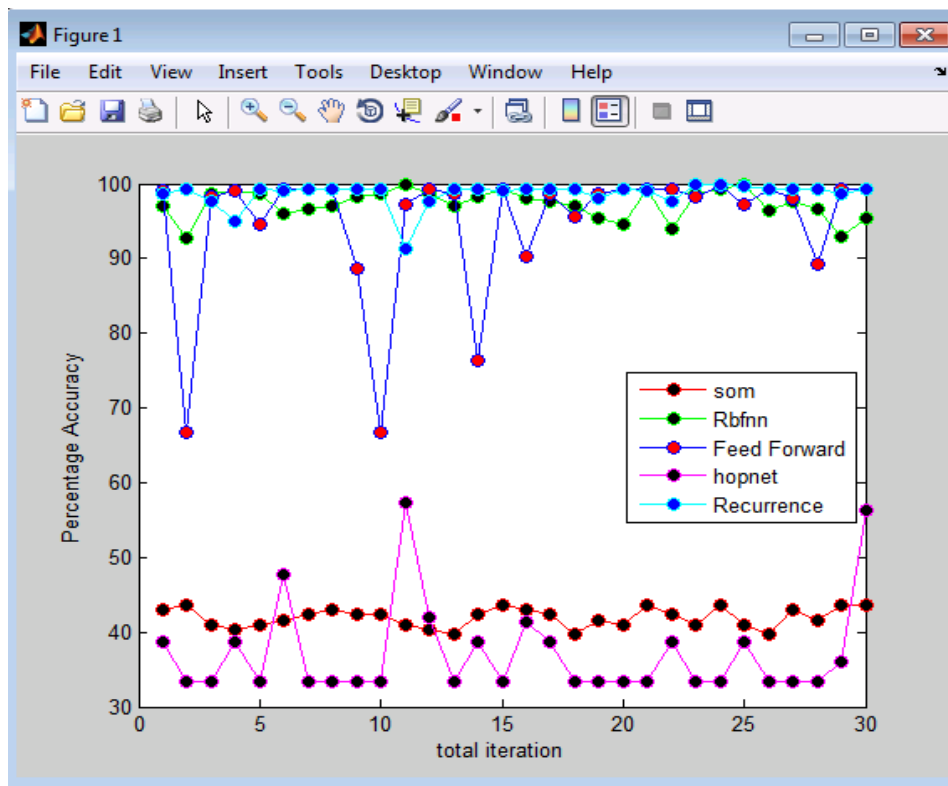 Figure 1
File Edit View Insert Tools Desktop Window Help
100
90
80
70
60
50
40
30
Percentage Accuracy
som
Rbfnn
Feed Forward
hopnet
Recurrence
0 5 10 15 20 25 30
total iteration